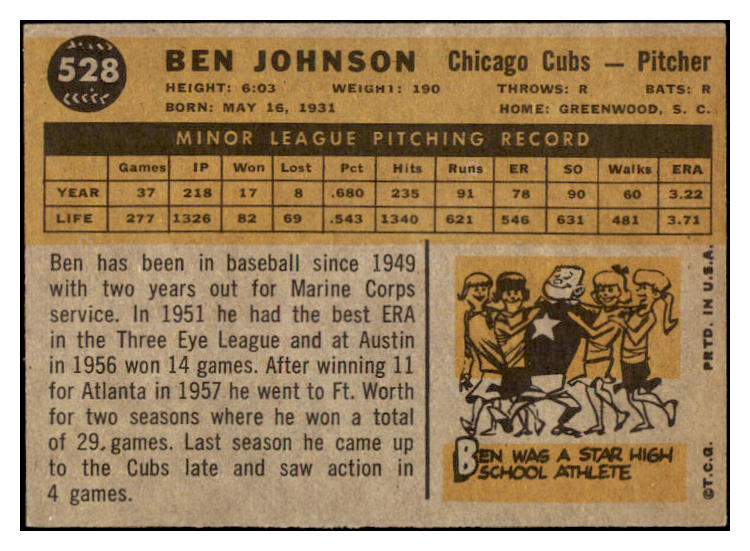 528
BEN JOHNSON Chicago Cubs — Pitcher
HEIGHT: 6:03 WEIGHT: 190 THROWS: R BATS: R
BORN: MAY 16, 1931 HOME: GREENWOOD, S. C.
MINOR LEAGUE PITCHING RECORD
Games IP Won Lost Pct Hits Runs ER SO Walks ERA
YEAR 37 218 17 8 .680 235 91 78 90 60 3.22
LIFE 277 1326 82 69 .543 1340 621 546 631 481 3.71
Ben has been in baseball since 1949
with two years out for Marine Corps
service. In 1951 he had the best ERA
in the Three Eye League and at Austin
in 1956 won 14 games. After winning 11
for Atlanta in 1957 he went to Ft. Worth
for two seasons where he won a total
of 29 games. Last season he came up
to the Cubs late and saw action in
4 games.
BEN WAS A STAR HIGH
SCHOOL ATHLETE
©T.C.G. PRTD. IN U.S.A.